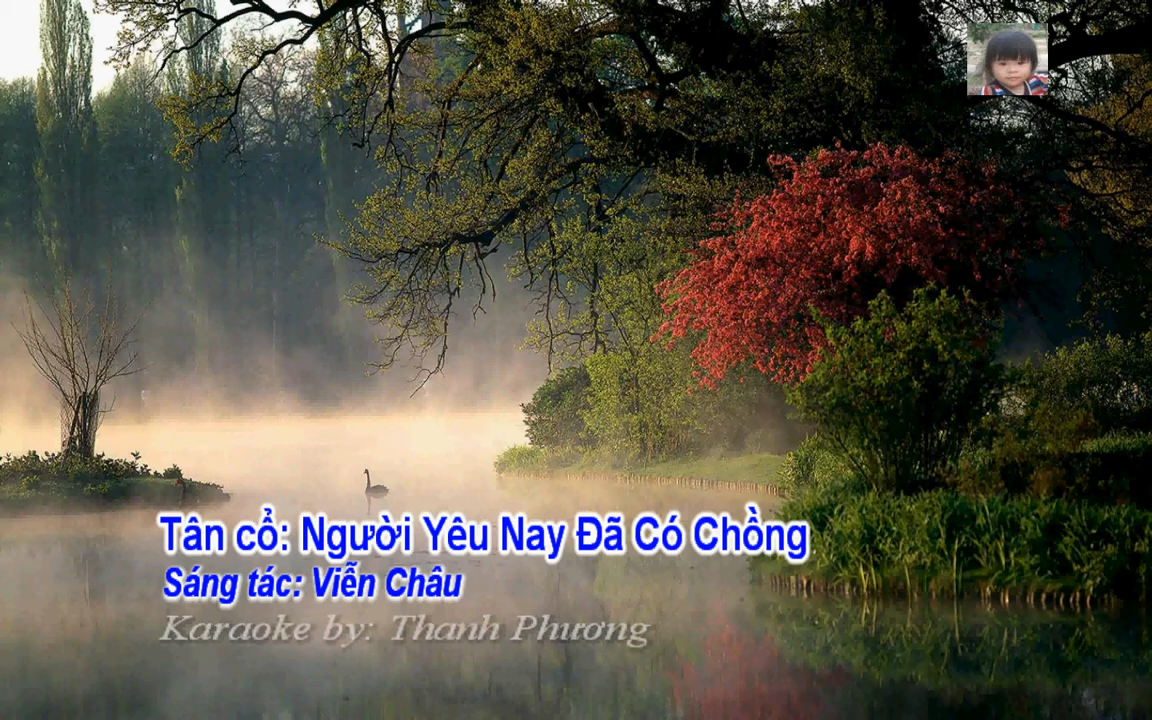 Tân cổ: Người Yêu Nay Đã Có Chồng
Sáng tác: Viễn Châu
Karaoke by: Thanh Phương